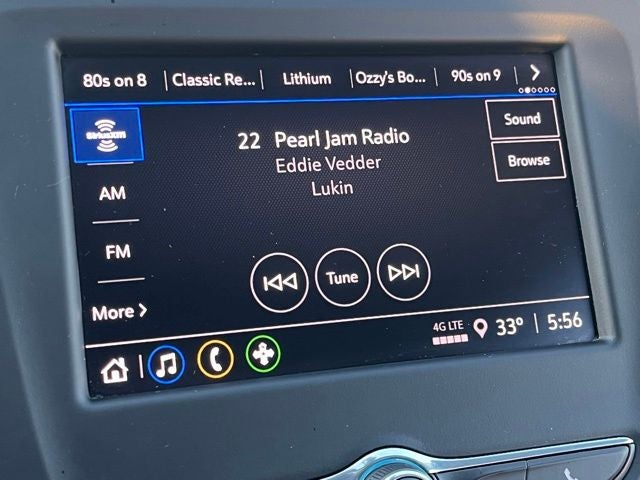 80s on 8 Classic Re... Lithium Ozzy's Bo... 90s on 9
SiriusXM
AM
FM
More
22 Pearl Jam Radio
Eddie Vedder
Lukin
Sound
Browse
Tune
4G LTE 33° 5:56